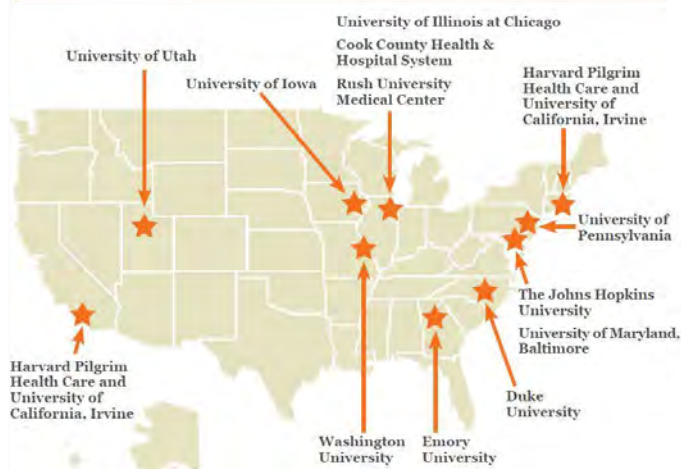 University of Illinois at Chicago
Cook County Health &
Hospital System
Rush University
Medical Center
University of Utah
University of Iowa
Harvard Pilgrim
Health Care and
University of
California, Irvine
University of
Pennsylvania
The Johns Hopkins
University
University of Maryland,
Baltimore
Duke
University
Emory
University
Washington
University
Harvard Pilgrim
Health Care and
University of
California, Irvine